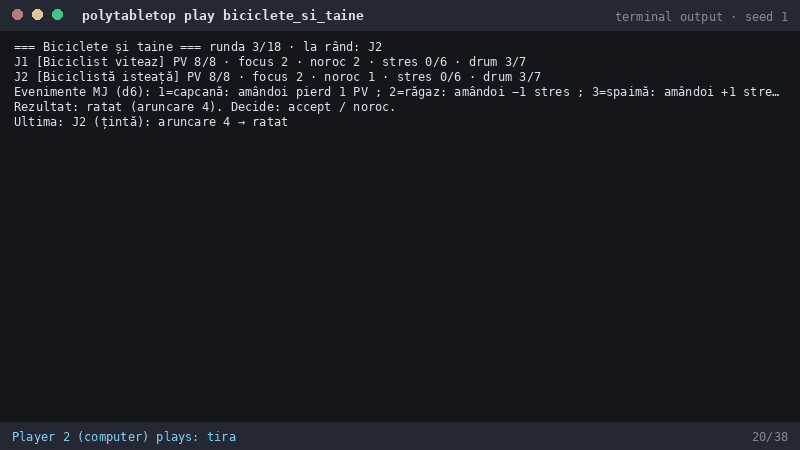 polytabletop play biciclete_si_taine
terminal output · seed 1
=== Biciclete și taine === runda 3/18 · la rând: J2
J1 [Biciclist viteaz] PV 8/8 · focus 2 · noroc 2 · stres 0/6 · drum 3/7
J2 [Biciclistă isteață] PV 8/8 · focus 2 · noroc 1 · stres 0/6 · drum 3/7
Evenimente MJ (d6): 1=capcană: amândoi pierd 1 PV ; 2=răgaz: amândoi −1 stres ; 3=spaimă: amândoi +1 stre…
Rezultat: ratat (aruncare 4). Decide: accept / noroc.
Ultima: J2 (țintă): aruncare 4 → ratat
Player 2 (computer) plays: tira
20/38